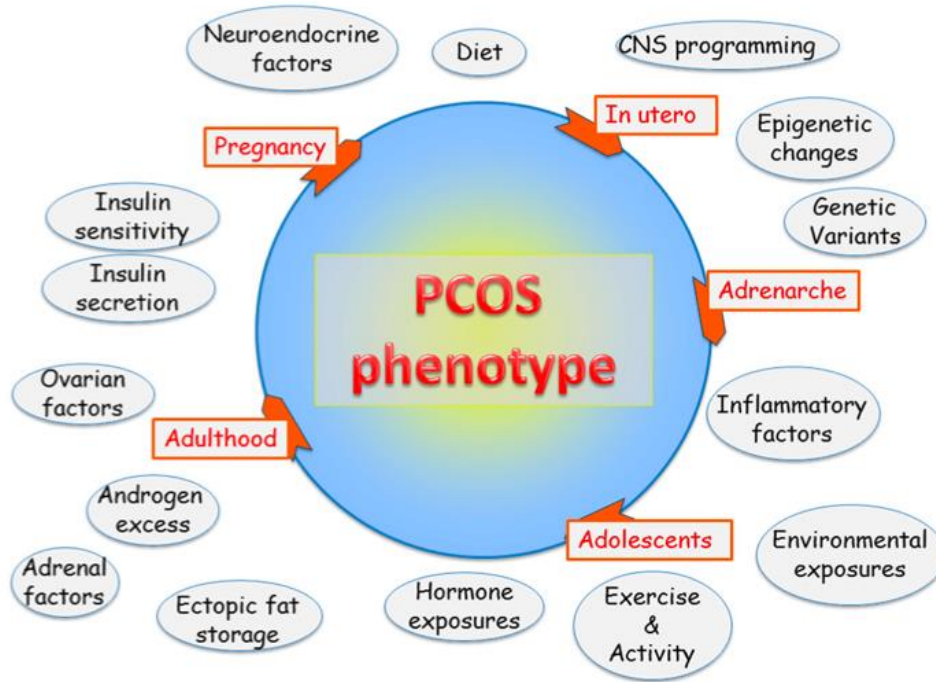 Neuroendocrine
factors
Diet
CNS programming
In utero
Pregnancy
Epigenetic
changes
Insulin
sensitivity
Genetic
Variants
Insulin
secretion
PCOS
phenotype
Adrenarche
Ovarian
factors
Inflammatory
factors
Adulthood
Androgen
excess
Adolescents
Environmental
exposures
Adrenal
factors
Ectopic fat
storage
Hormone
exposures
Exercise
&
Activity